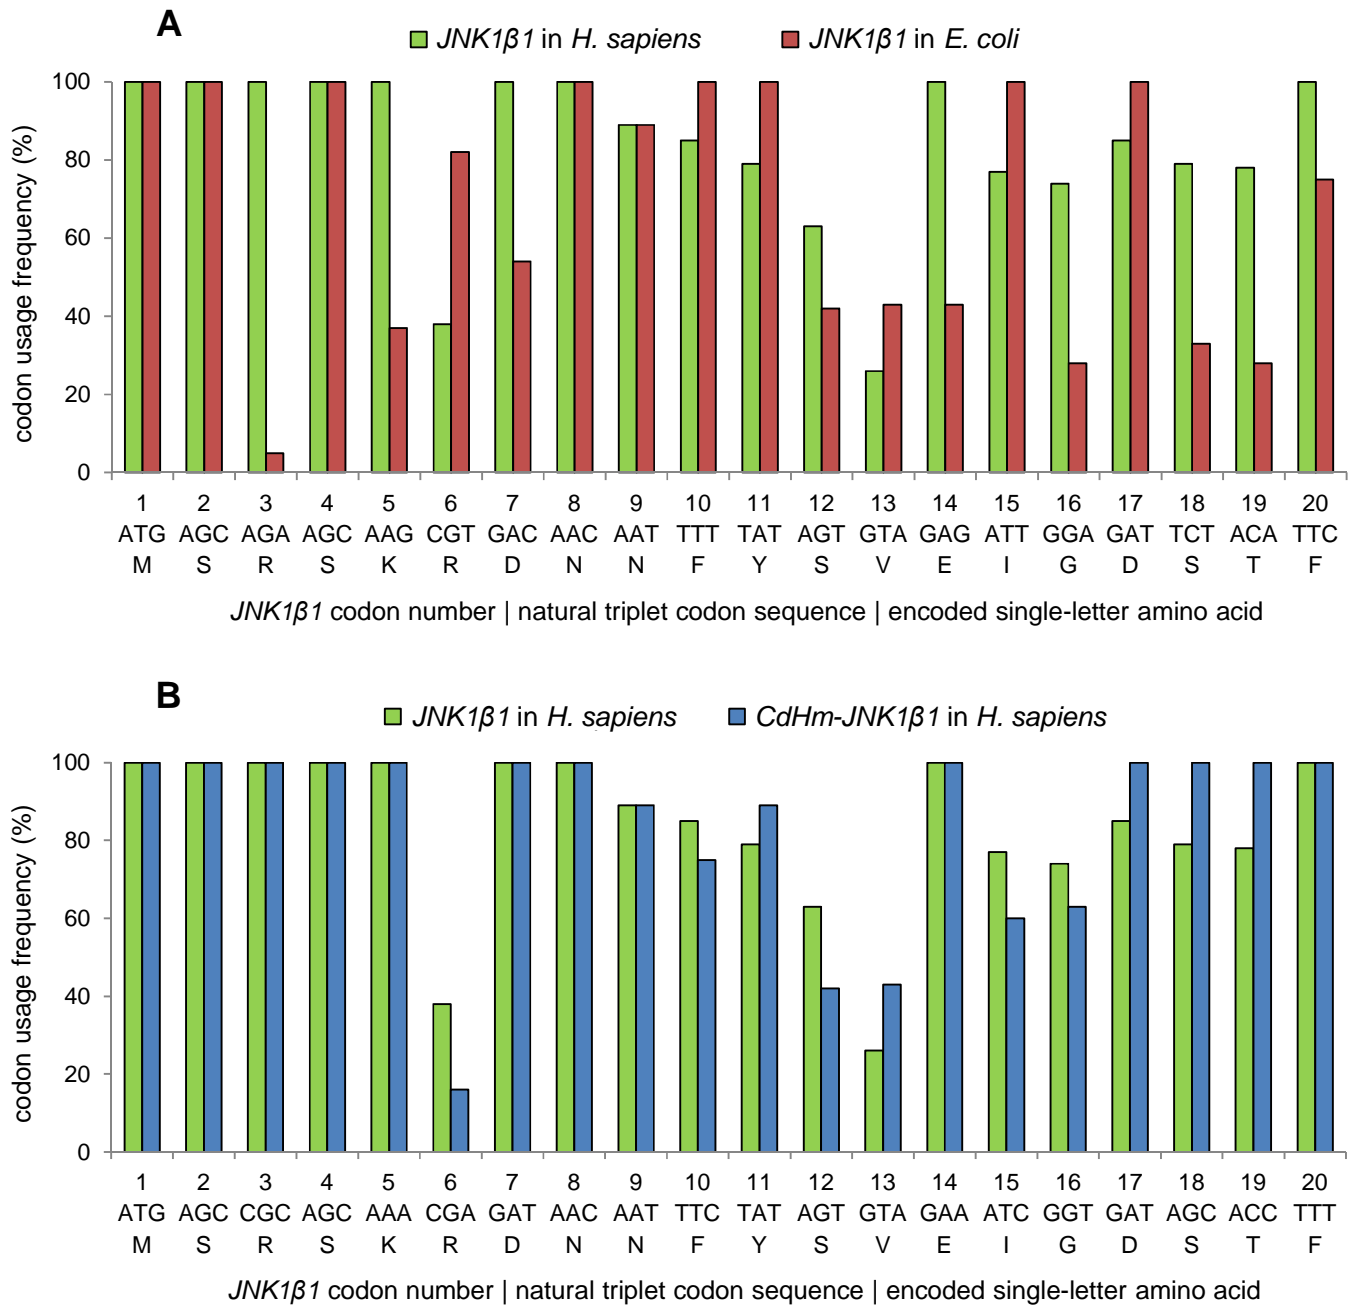 A
JNK1β1 in H. sapiens JNK1β1 in E. coli
codon usage frequency (%)
100
80
60
40
20
0
1 2 3 4 5 6 7 8 9 10 11 12 13 14 15 16 17 18 19 20
ATG AGC AGA AGC AAG CGT GAC AAC AAT TTT TAT AGT GTA GAG ATT GGA GAT TCT ACA TTC
M S R S K R D N N F Y S V E I G D S T F
JNK1β1 codon number | natural triplet codon sequence | encoded single-letter amino acid
B
JNK1β1 in H. sapiens CdHm-JNK1β1 in H. sapiens
codon usage frequency (%)
100
80
60
40
20
0
1 2 3 4 5 6 7 8 9 10 11 12 13 14 15 16 17 18 19 20
ATG AGC CGC AGC AAA CGA GAT AAC AAT TTC TAT AGT GTA GAA ATC GGT GAT AGC ACC TTT
M S R S K R D N N F Y S V E I G D S T F
JNK1β1 codon number | natural triplet codon sequence | encoded single-letter amino acid